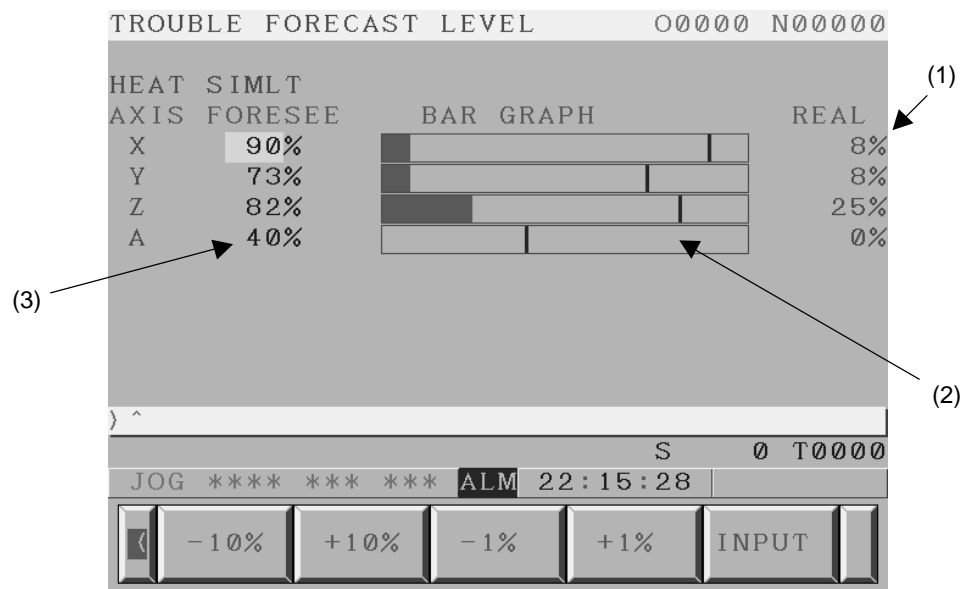 TROUBLE FORECAST LEVEL O0000 N00000
HEAT SIMLT
(1)
AXIS FORESEE BAR GRAPH REAL
X 90% 8%
Y 73% 8%
Z 82% 25%
A 40% 0%
(3)
(2)
⟩ ^
S 0 T0000
JOG **** *** *** ALM 22:15:28
⟨ -10% +10% -1% +1% INPUT